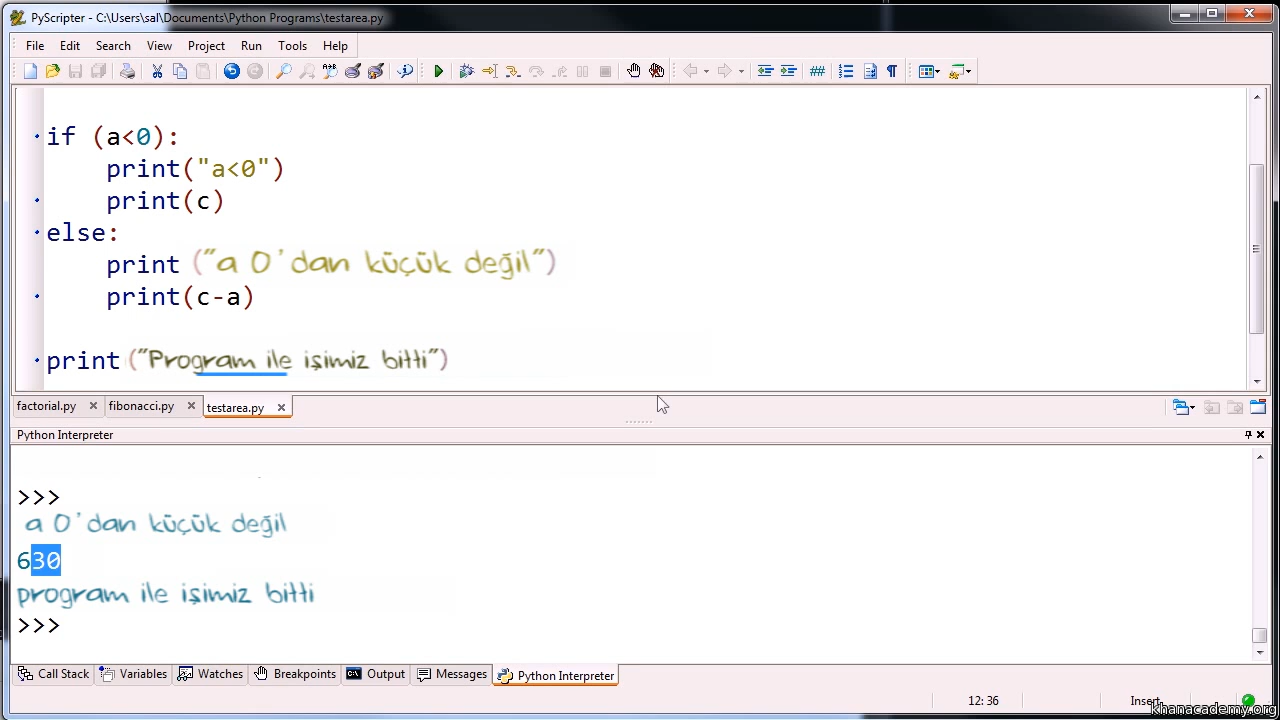 PyScripter - C:\Users\sal\Documents\Python Programs\testarea.py
File Edit Search View Project Run Tools Help
if (a<0):
    print("a<0")
    print(c)
else:
    print ("a 0'dan küçük değil")
    print(c-a)
print ("Program ile işimiz bitti")
factorial.py fibonacci.py testarea.py
Python Interpreter
>>>
a 0'dan küçük değil
630
program ile işimiz bitti
>>>
Call Stack Variables Watches Breakpoints Output Messages Python Interpreter
12: 36 Insert
khanacademy.org